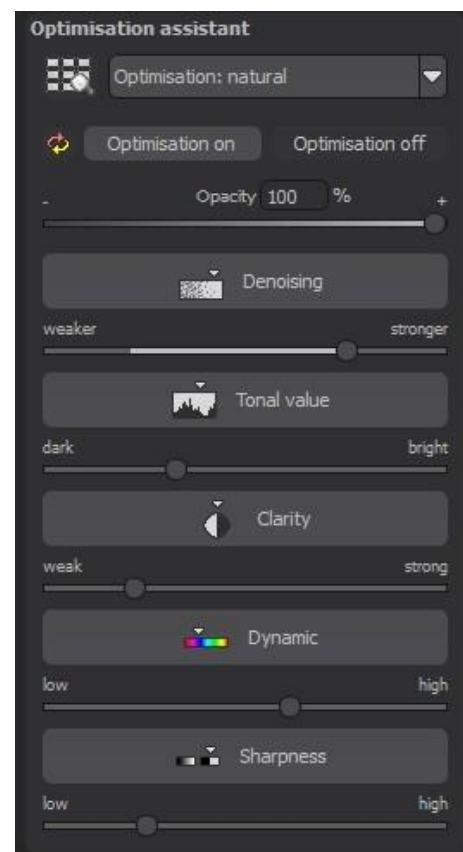 Optimisation assistant
Optimisation: natural
Optimisation on Optimisation off
Opacity 100 %
- +
Denoising
weaker stronger
Tonal value
dark bright
Clarity
weak strong
Dynamic
low high
Sharpness
low high